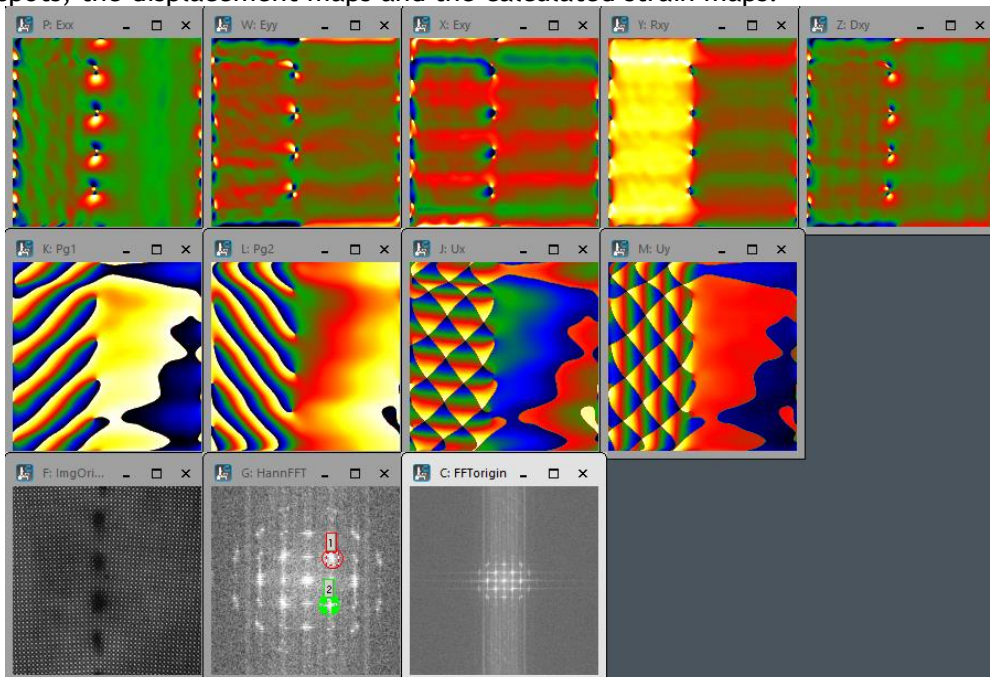 spots, the displacement maps and the calculated strain maps.
P: Exx
W: Eyy
X: Exy
Y: Rxy
Z: Dxy
K: Pg1
L: Pg2
J: Ux
M: Uy
F: ImgOri...
G: HannFFT
C: FFTorigin
1
2